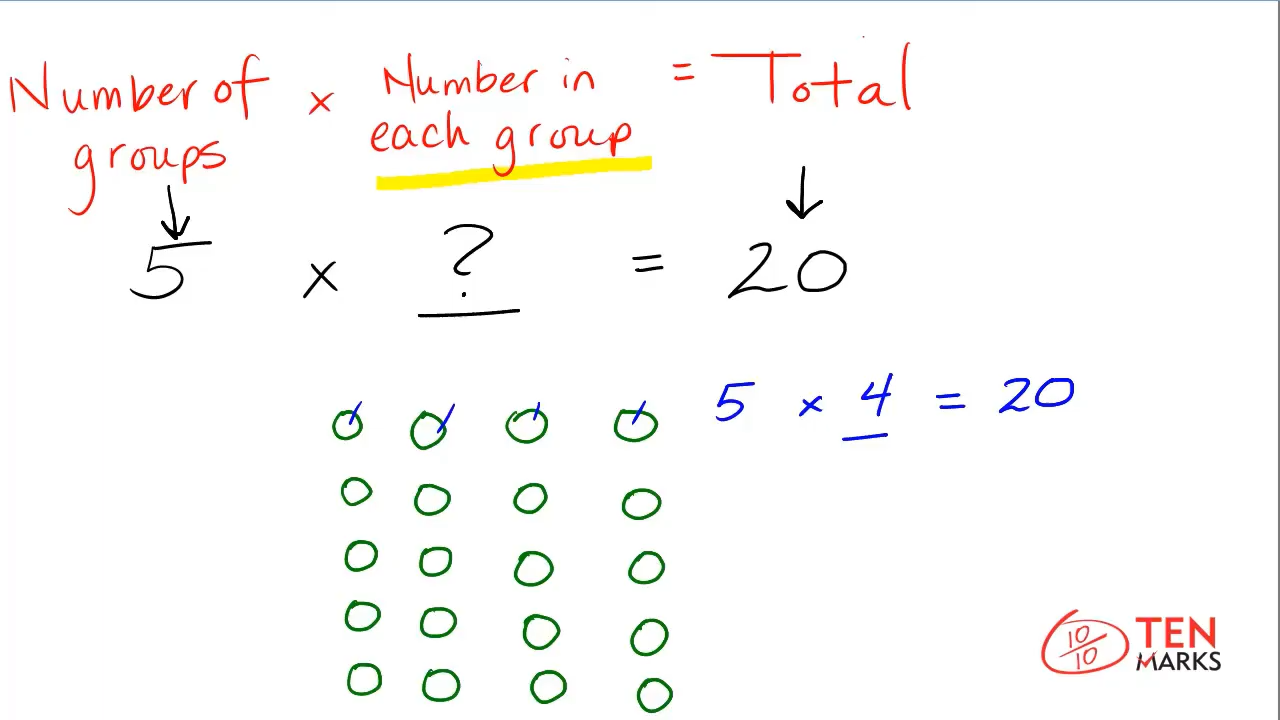 Number of groups × Number in each group = Total
5 × ? = 20
5 × 4 = 20
10/10 TEN MARKS